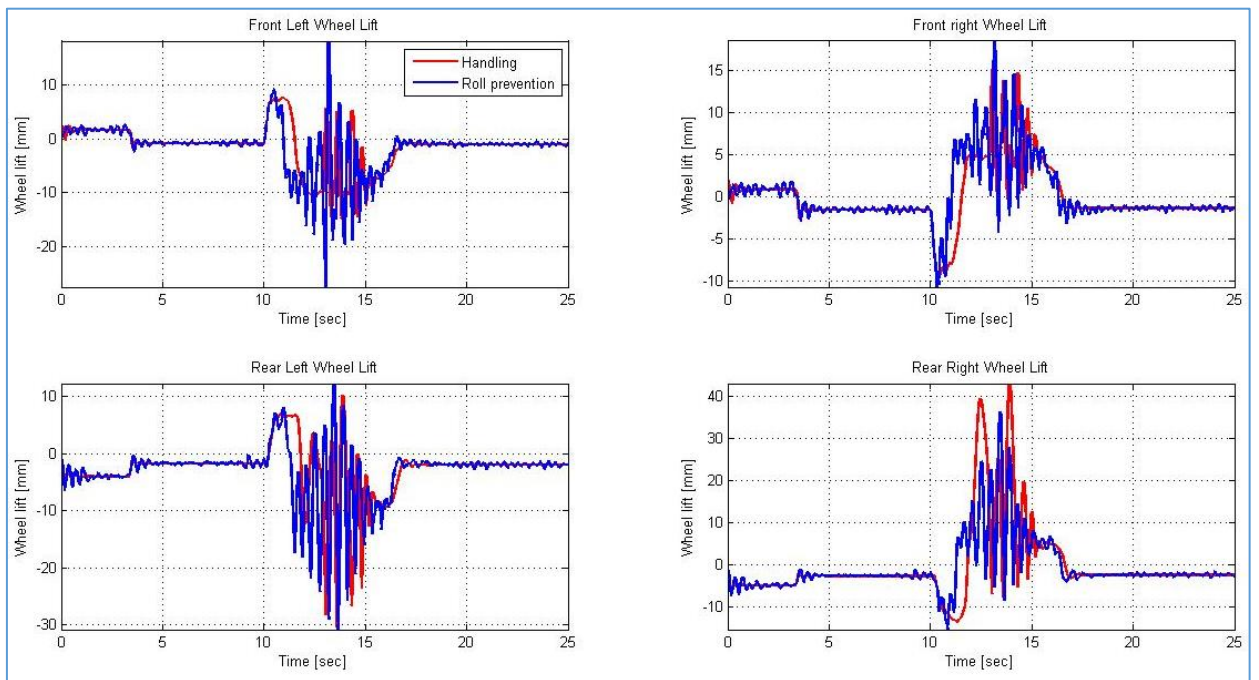 Front Left Wheel Lift
Handling
Roll prevention
Wheel lift [mm]
10
0
-10
-20
0 5 10 15 20 25
Time [sec]
Front right Wheel Lift
Wheel lift [mm]
15
10
5
0
-5
-10
0 5 10 15 20 25
Time [sec]
Rear Left Wheel Lift
Wheel lift [mm]
10
0
-10
-20
-30
0 5 10 15 20 25
Time [sec]
Rear Right Wheel Lift
Wheel lift [mm]
40
30
20
10
0
-10
0 5 10 15 20 25
Time [sec]